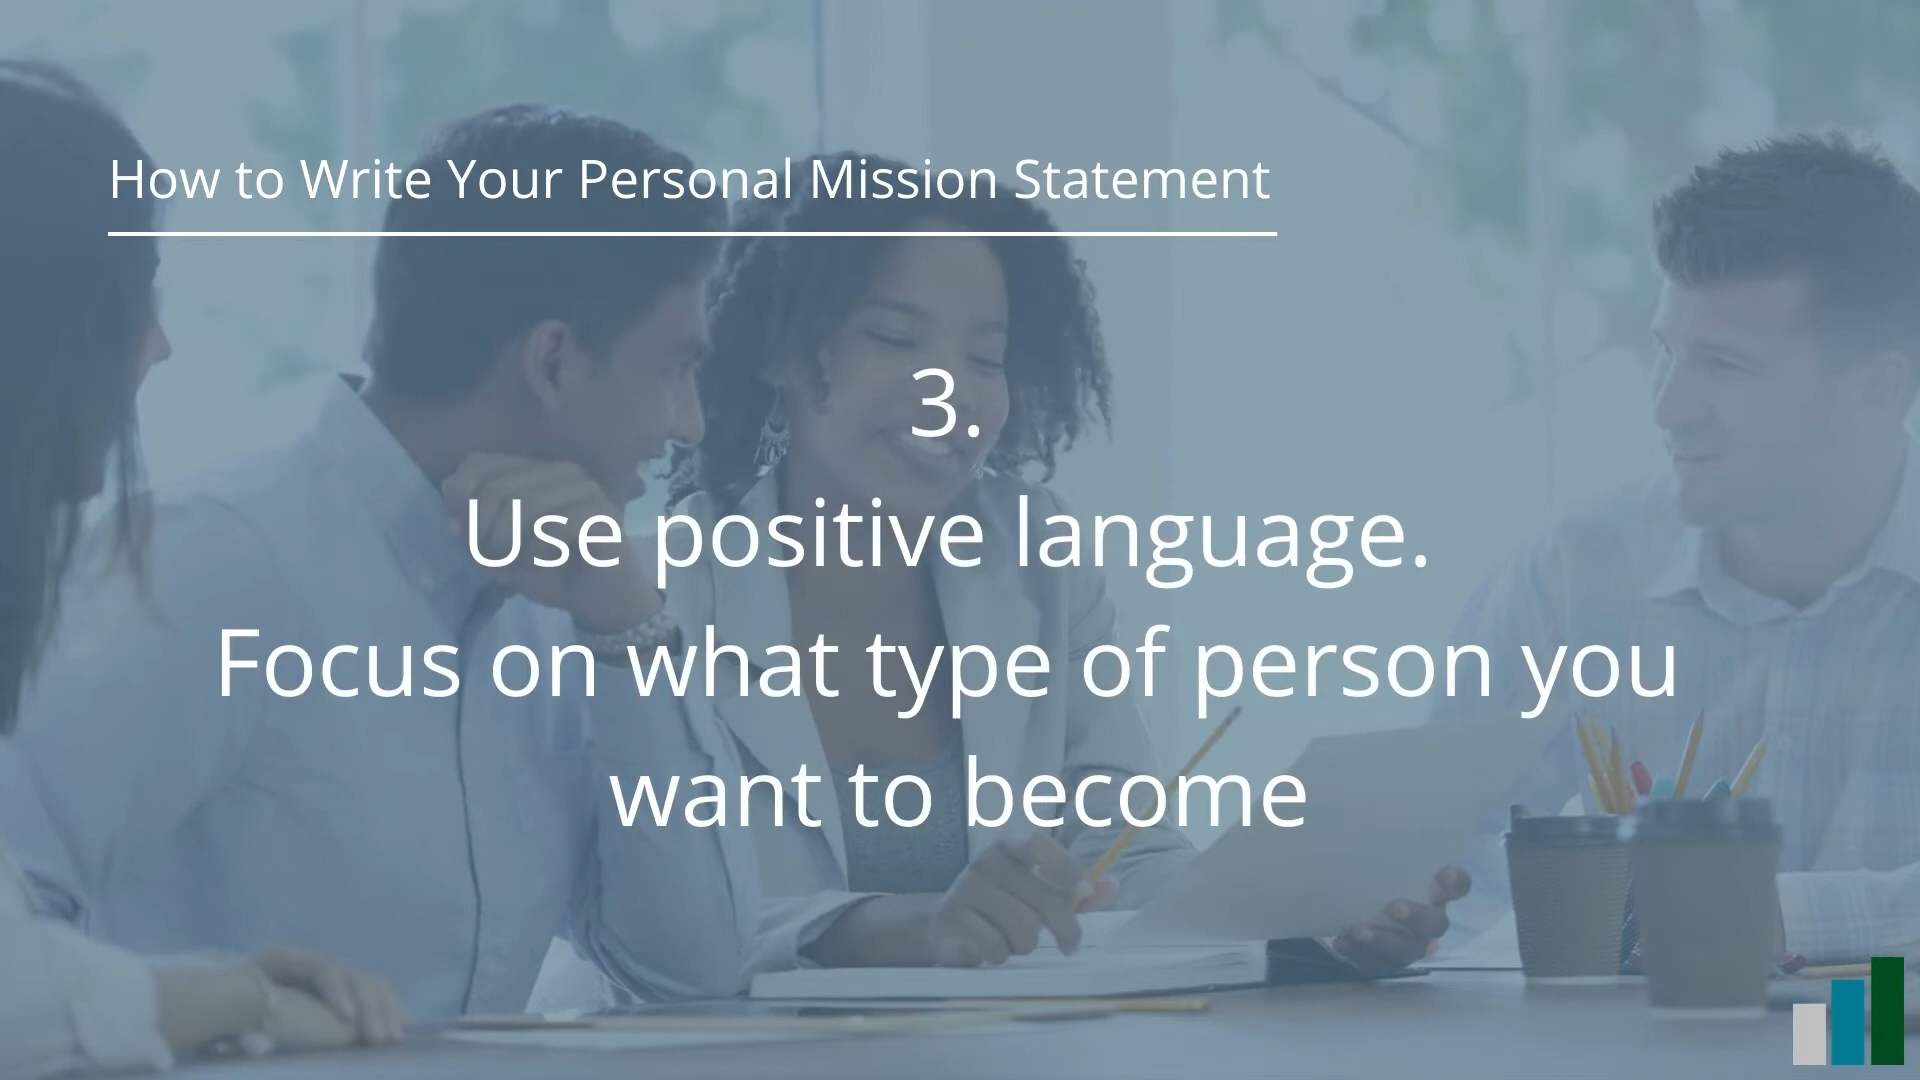 How to Write Your Personal Mission Statement
3.
Use positive language.
Focus on what type of person you
want to become